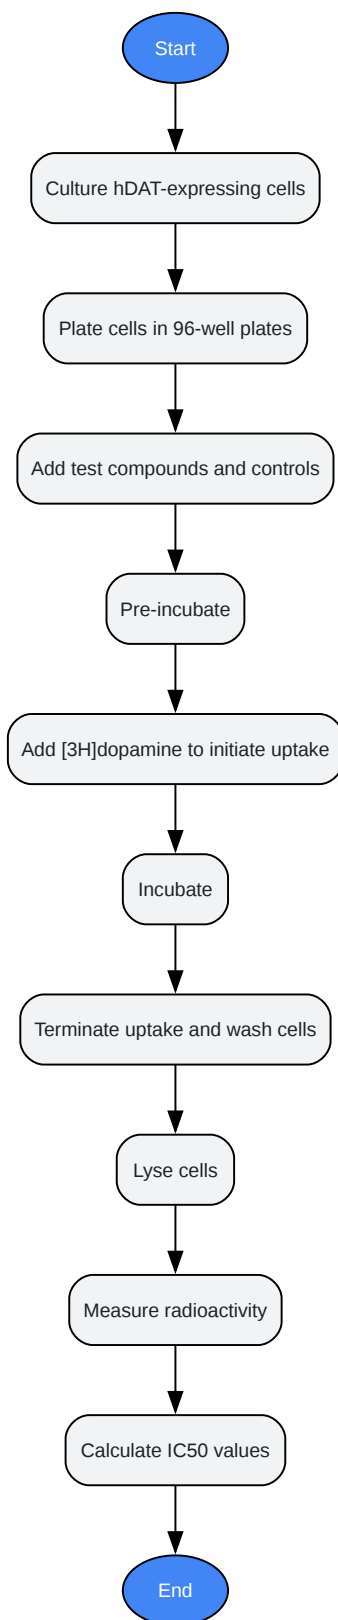 Start
Culture hDAT-expressing cells
Plate cells in 96-well plates
Add test compounds and controls
Pre-incubate
Add [3H]dopamine to initiate uptake
Incubate
Terminate uptake and wash cells
Lyse cells
Measure radioactivity
Calculate IC50 values
End